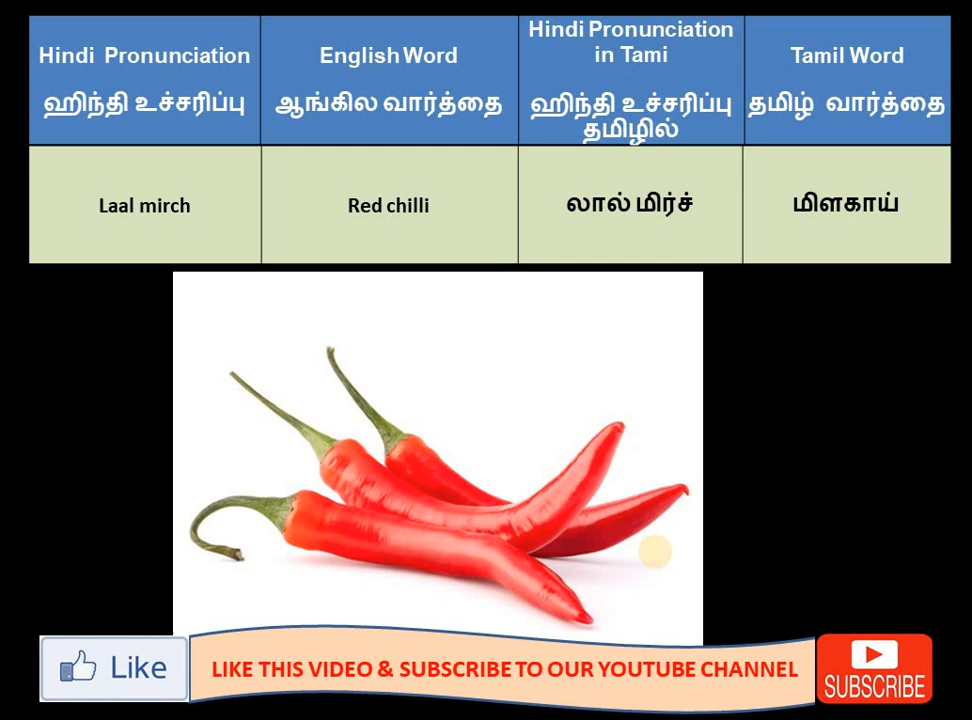 Hindi Pronunciation
ஹிந்தி உச்சரிப்பு
English Word
ஆங்கில வார்த்தை
Hindi Pronunciation
in Tami
ஹிந்தி உச்சரிப்பு
தமிழில்
Tamil Word
தமிழ் வார்த்தை
Laal mirch
Red chilli
லால் மிர்ச்
மிளகாய்
Like
LIKE THIS VIDEO & SUBSCRIBE TO OUR YOUTUBE CHANNEL
SUBSCRIBE